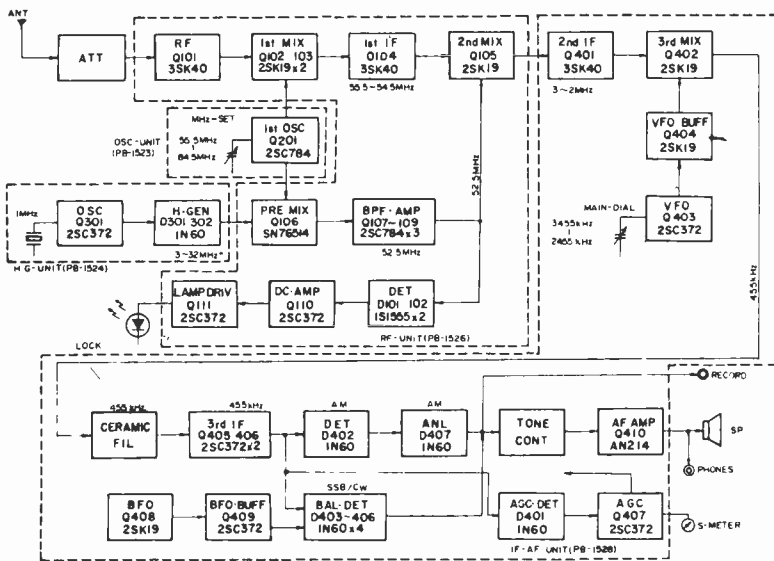 ANT
ATT
RF
Q101
3SK40
1st MIX
Q102 103
2SK19x2
1st IF
Q104
3SK40
55.5~54.5MHz
2nd MIX
Q105
2SK19
2nd IF
Q401
3SK40
3~2MHz
3rd MIX
Q402
2SK19
MHz-SET
OSC-UNIT
(PB-1523)
55.5MHz
84.5MHz
1st OSC
Q201
2SC784
52.5MHz
VFO BUFF
Q404
2SK19
MAIN-DIAL
3455kHz
2455kHz
VFO
Q403
2SC372
455kHz
1MHz
OSC
Q301
2SC372
H-GEN
D301 302
1N60
3~32MHz
H·G-UNIT(PB-1524)
PRE MIX
Q106
SN76514
BPF·AMP
Q107~109
2SC784x3
52.5MHz
LAMP DRIV
Q111
2SC372
DC-AMP
Q110
2SC372
DET
D101 102
1S1555x2
RF-UNIT(PB-1526)
LOCK
RECORD
455kHz
CERAMIC
FIL
455kHz
3rd IF
Q405 406
2SC372x2
AM
DET
D402
1N60
AM
ANL
D407
1N60
TONE
CONT
AF AMP
Q410
AN214
SP
PHONES
BFO
Q408
2SK19
BFO·BUFF
Q409
2SC372
SSB/CW
BAL·DET
D403~406
1N60x4
AGC-DET
D401
1N60
AGC
Q407
2SC372
S-METER
IF-AF UNIT(PB-1528)